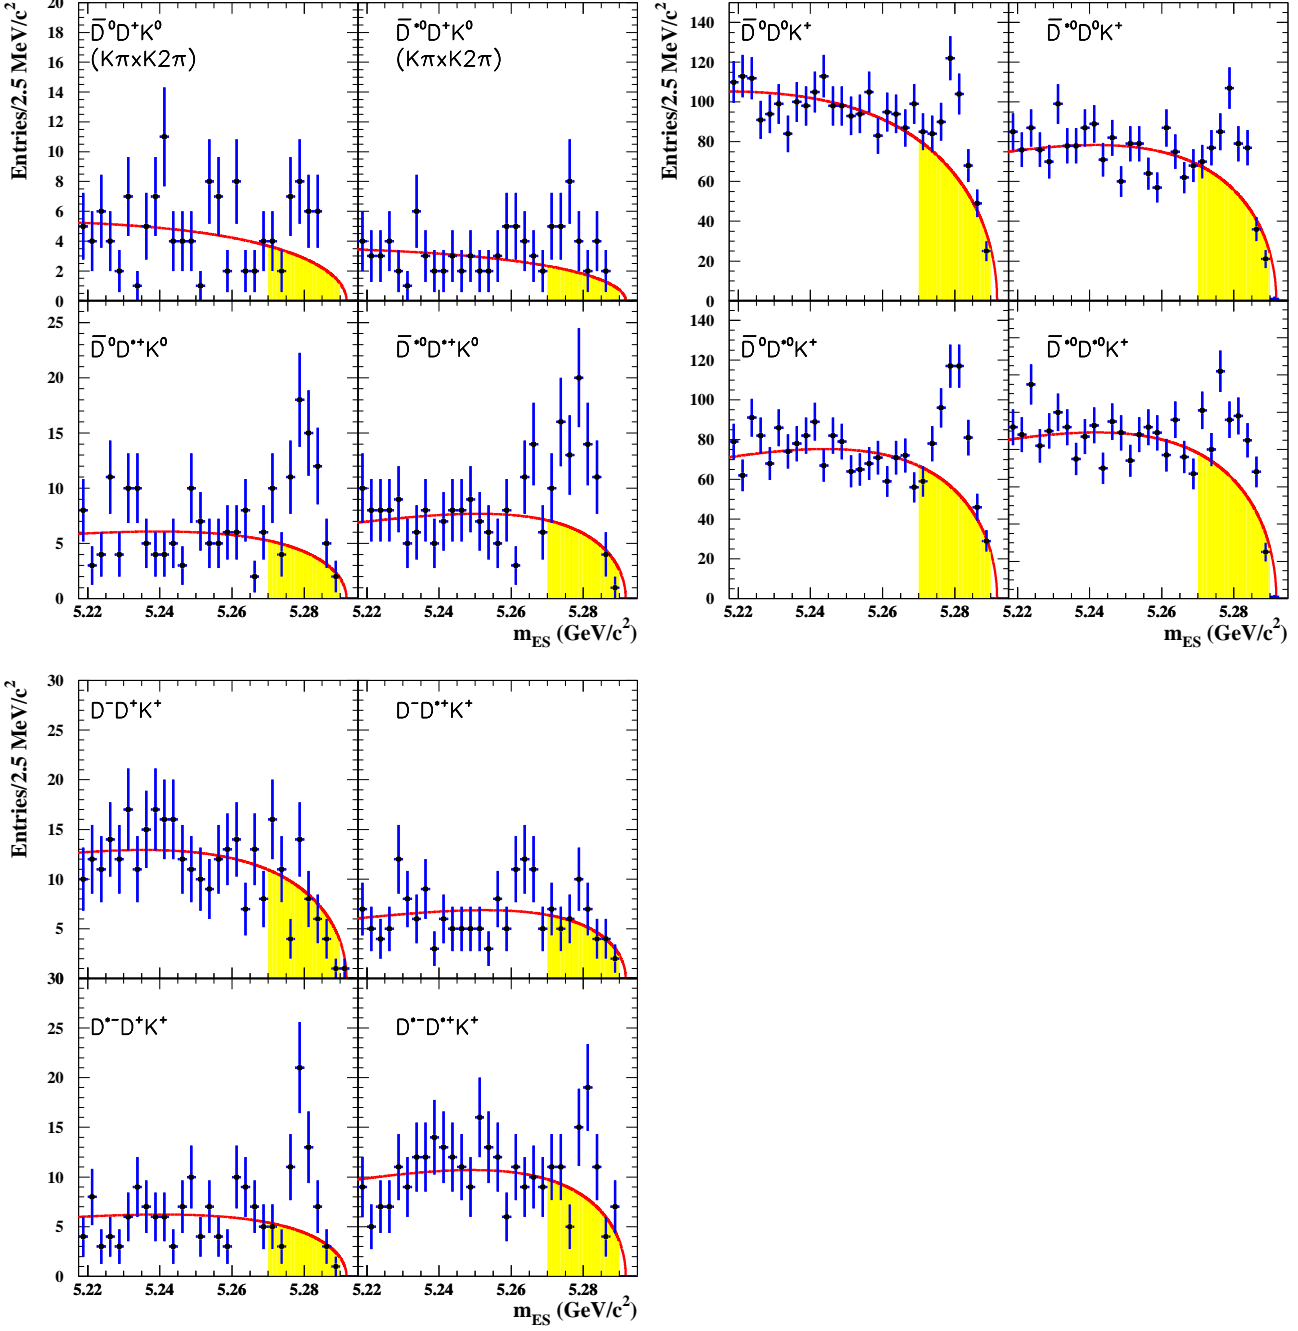 Entries/2.5 MeV/c²
20
18
16
14
12
10
8
6
4
2
0
D̄⁰D⁺K⁰
(KπxK2π)
D̄*⁰D⁺K⁰
(KπxK2π)
25
20
15
10
5
0
D̄⁰D*⁺K⁰
D̄*⁰D*⁺K⁰
5.22 5.24 5.26 5.28 5.22 5.24 5.26 5.28
m_ES (GeV/c²)
Entries/2.5 MeV/c²
140
120
100
80
60
40
20
0
D̄⁰D⁰K⁺
D̄*⁰D⁰K⁺
140
120
100
80
60
40
20
0
D̄⁰D*⁰K⁺
D̄*⁰D*⁰K⁺
5.22 5.24 5.26 5.28 5.22 5.24 5.26 5.28
m_ES (GeV/c²)
Entries/2.5 MeV/c²
30
25
20
15
10
5
0
D⁻D⁺K⁺
D⁻D*⁺K⁺
30
25
20
15
10
5
0
D*⁻D⁺K⁺
D*⁻D*⁺K⁺
5.22 5.24 5.26 5.28 5.22 5.24 5.26 5.28
m_ES (GeV/c²)